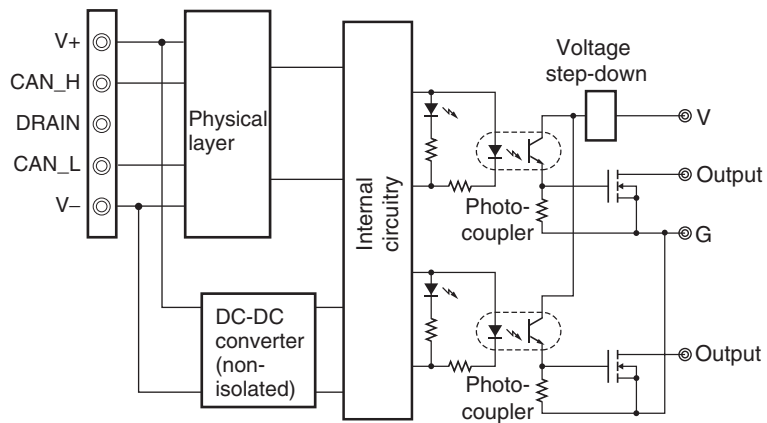 V+
CAN_H
DRAIN
CAN_L
V–
Physical
layer
DC-DC
converter
(non-
isolated)
Internal
circuitry
Voltage
step-down
V
Output
Photo-
coupler
G
Output
Photo-
coupler